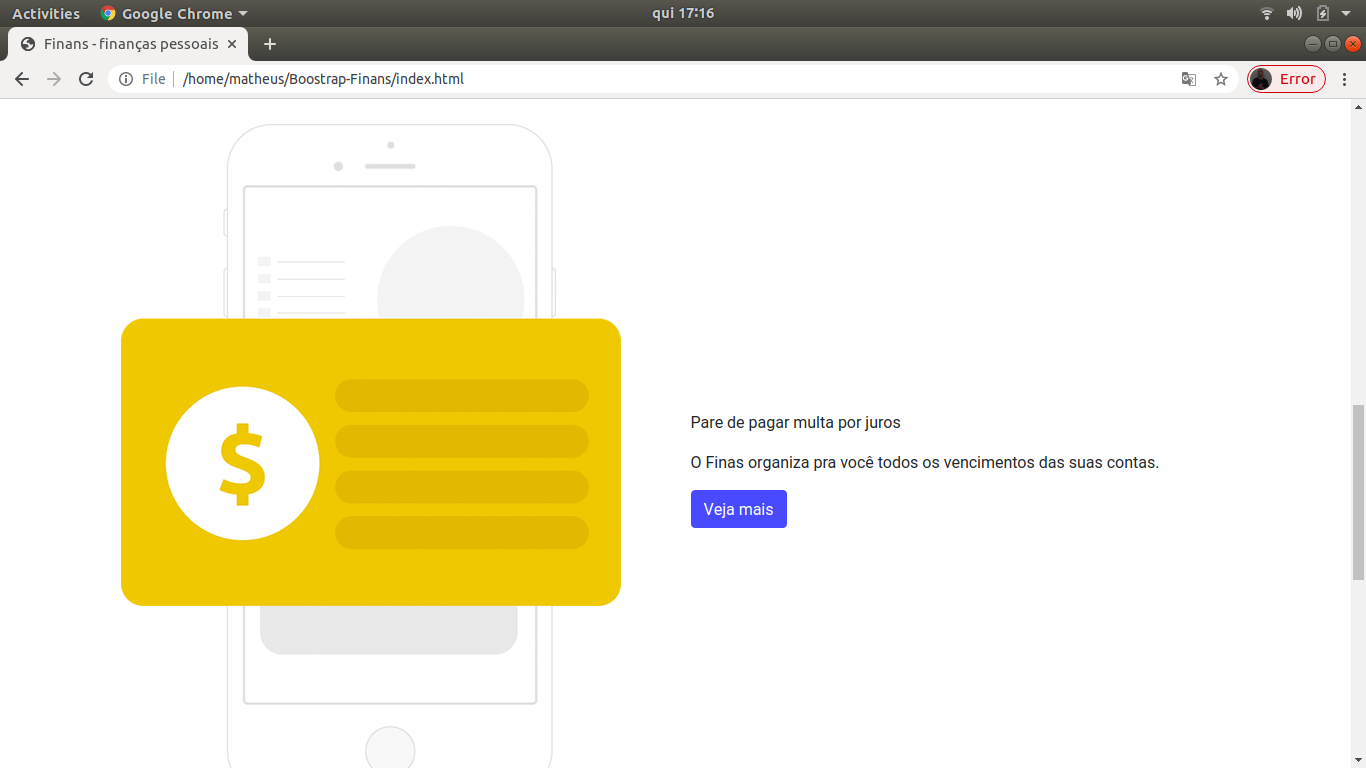 Activities Google Chrome qui 17:16
Finans - finanças pessoais
File /home/matheus/Boostrap-Finans/index.html Error
$
Pare de pagar multa por juros
O Finas organiza pra você todos os vencimentos das suas contas.
Veja mais